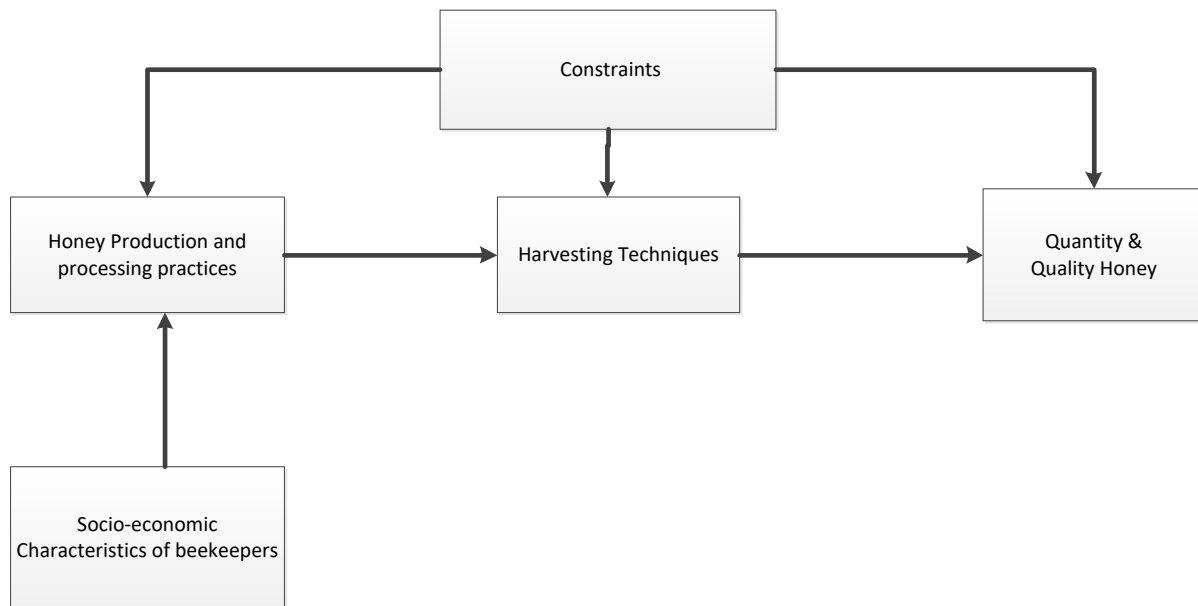 Constraints
Honey Production and
processing practices
Harvesting Techniques
Quantity &
Quality Honey
Socio-economic
Characteristics of beekeepers